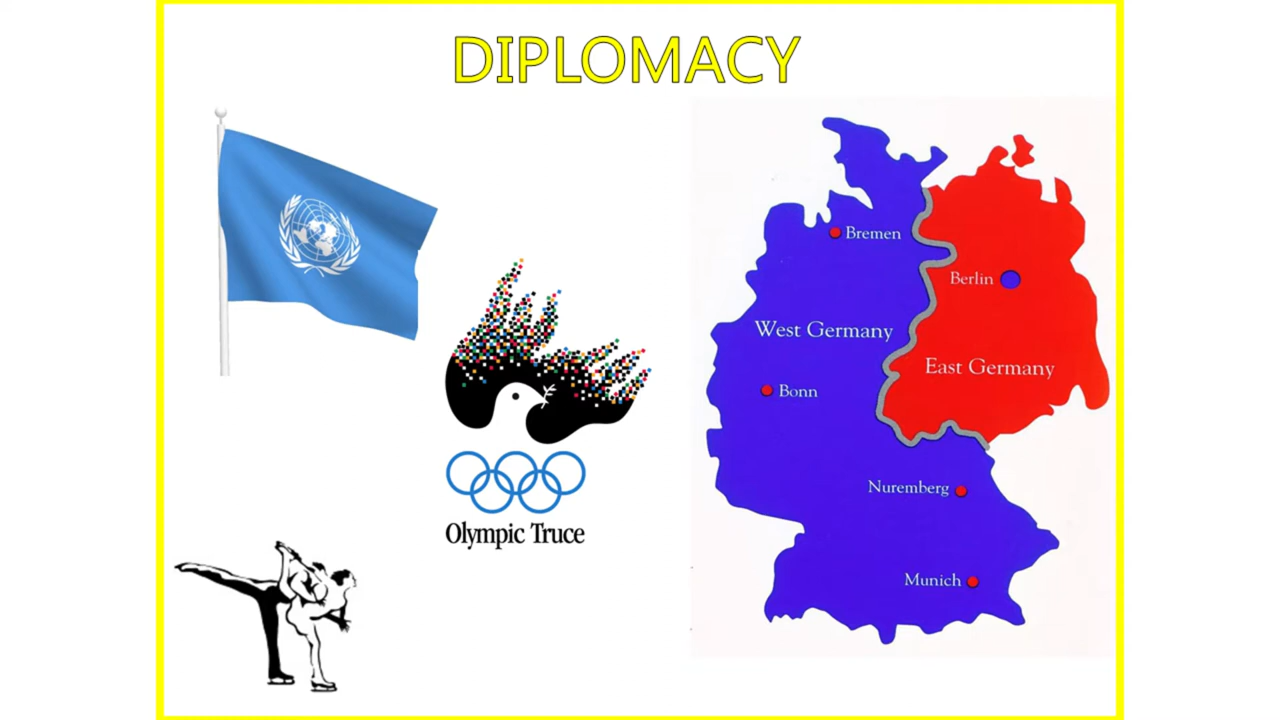 DIPLOMACY
Olympic Truce
Bremen
Berlin
West Germany
East Germany
Bonn
Nuremberg
Munich